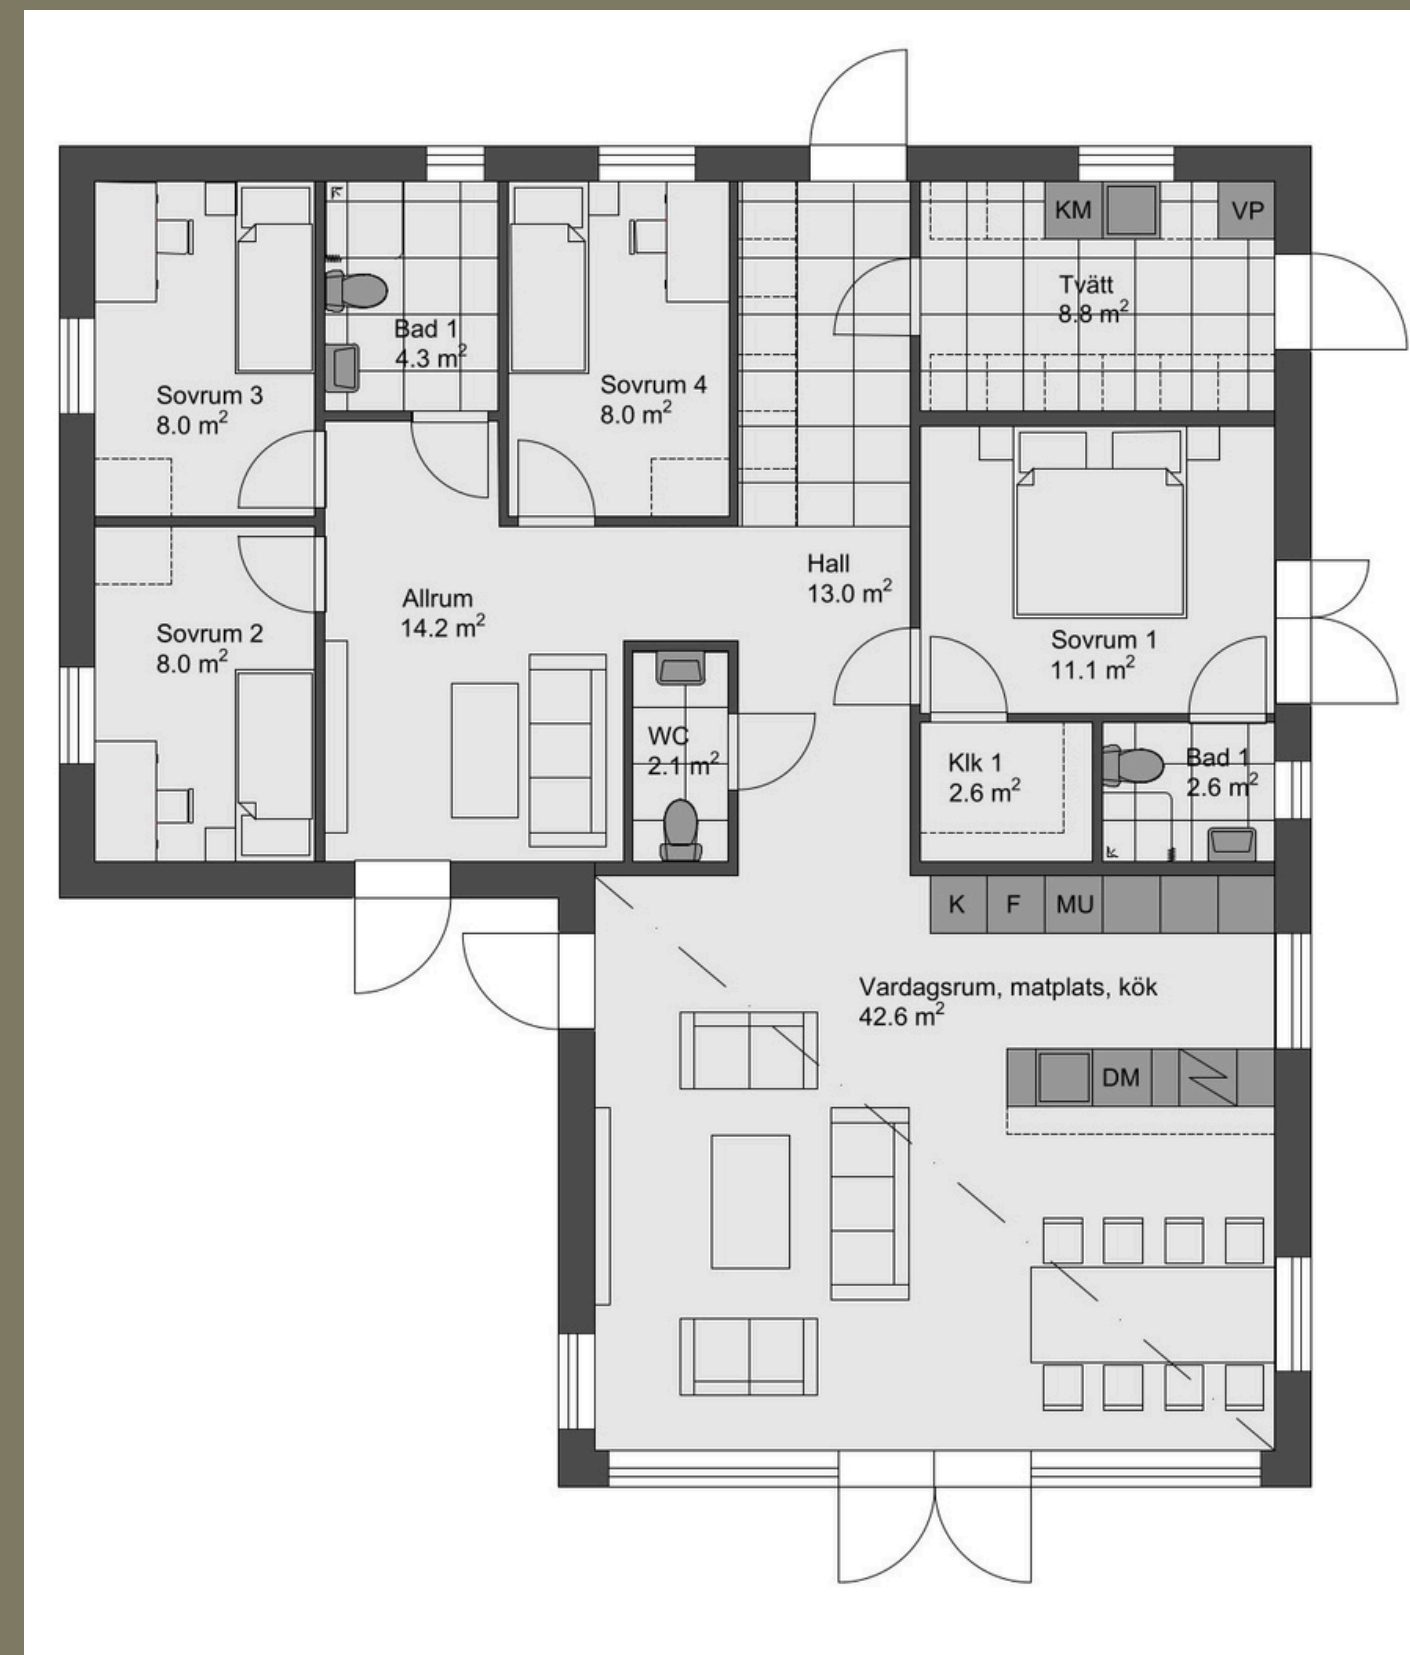 KM
VP
Tvätt
8.8 m²
Bad 1
4.3 m²
Sovrum 3
8.0 m²
Sovrum 4
8.0 m²
Hall
13.0 m²
Allrum
14.2 m²
Sovrum 2
8.0 m²
Sovrum 1
11.1 m²
WC
2.1 m²
Klk 1
2.6 m²
Bad 1
2.6 m²
K F MU
Vardagsrum, matplats, kök
42.6 m²
DM